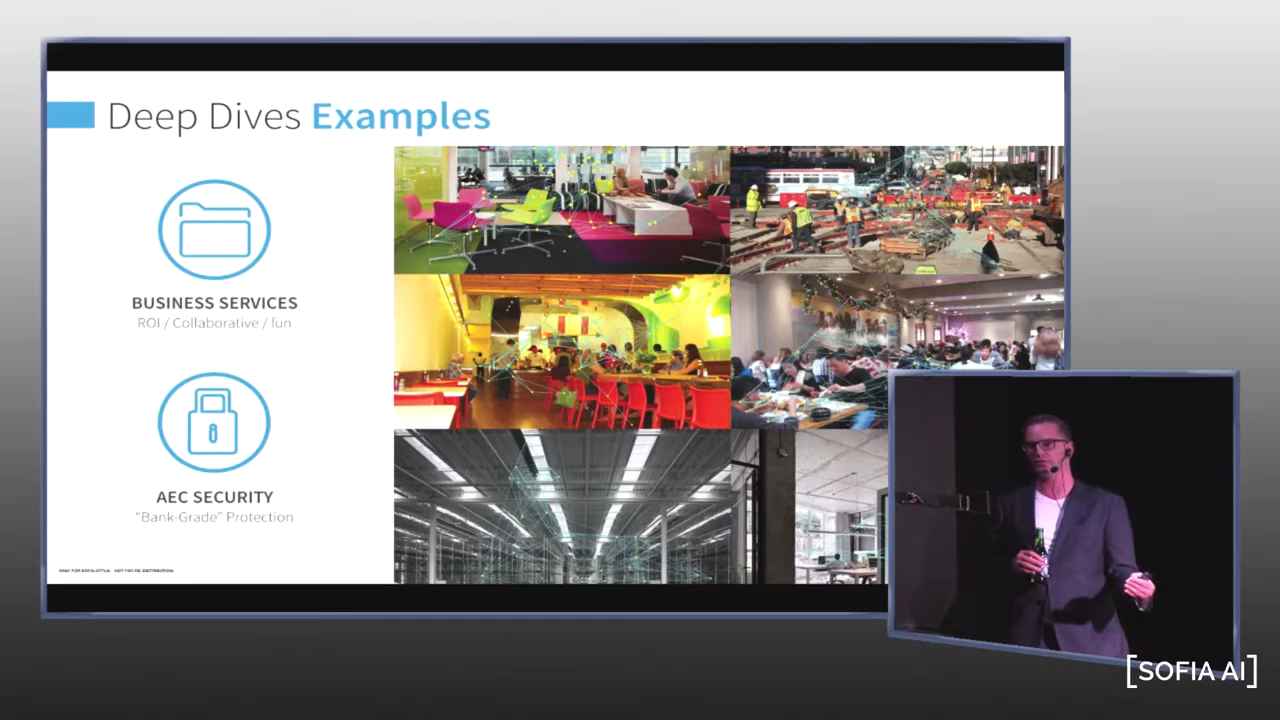 Deep Dives Examples
BUSINESS SERVICES
ROI / Collaborative / fun
AEC SECURITY
"Bank-Grade" Protection
[SOFIA AI]